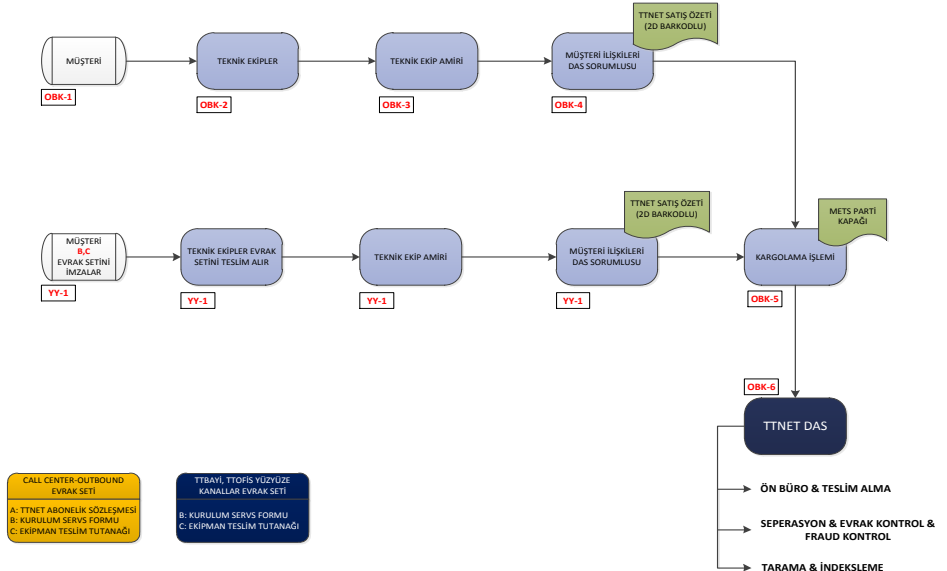 TTNET SATIŞ ÖZETİ
(2D BARKODLU)
MÜŞTERİ
TEKNİK EKİPLER
TEKNİK EKİP AMİRİ
MÜŞTERİ İLİŞKİLERİ
DAS SORUMLUSU
OBK-1
OBK-2
OBK-3
OBK-4
TTNET SATIŞ ÖZETİ
(2D BARKODLU)
METS PARTİ
KAPAĞI
MÜŞTERİ
B,C
EVRAK SETİNİ
İMZALAR
TEKNİK EKİPLER EVRAK
SETİNİ TESLİM ALIR
TEKNİK EKİP AMİRİ
MÜŞTERİ İLİŞKİLERİ
DAS SORUMLUSU
KARGOLAMA İŞLEMİ
YY-1
YY-1
YY-1
YY-1
OBK-5
OBK-6
TTNET DAS
CALL CENTER-OUTBOUND
EVRAK SETİ
A: TTNET ABONELİK SÖZLEŞMESİ
B: KURULUM SERVS FORMU
C: EKİPMAN TESLİM TUTANAĞI
TTBAYİ, TTOFİS YÜZYÜZE
KANALLAR EVRAK SETİ
B: KURULUM SERVS FORMU
C: EKİPMAN TESLİM TUTANAĞI
ÖN BÜRO & TESLİM ALMA
SEPERASYON & EVRAK KONTROL &
FRAUD KONTROL
TARAMA & İNDEKSLEME